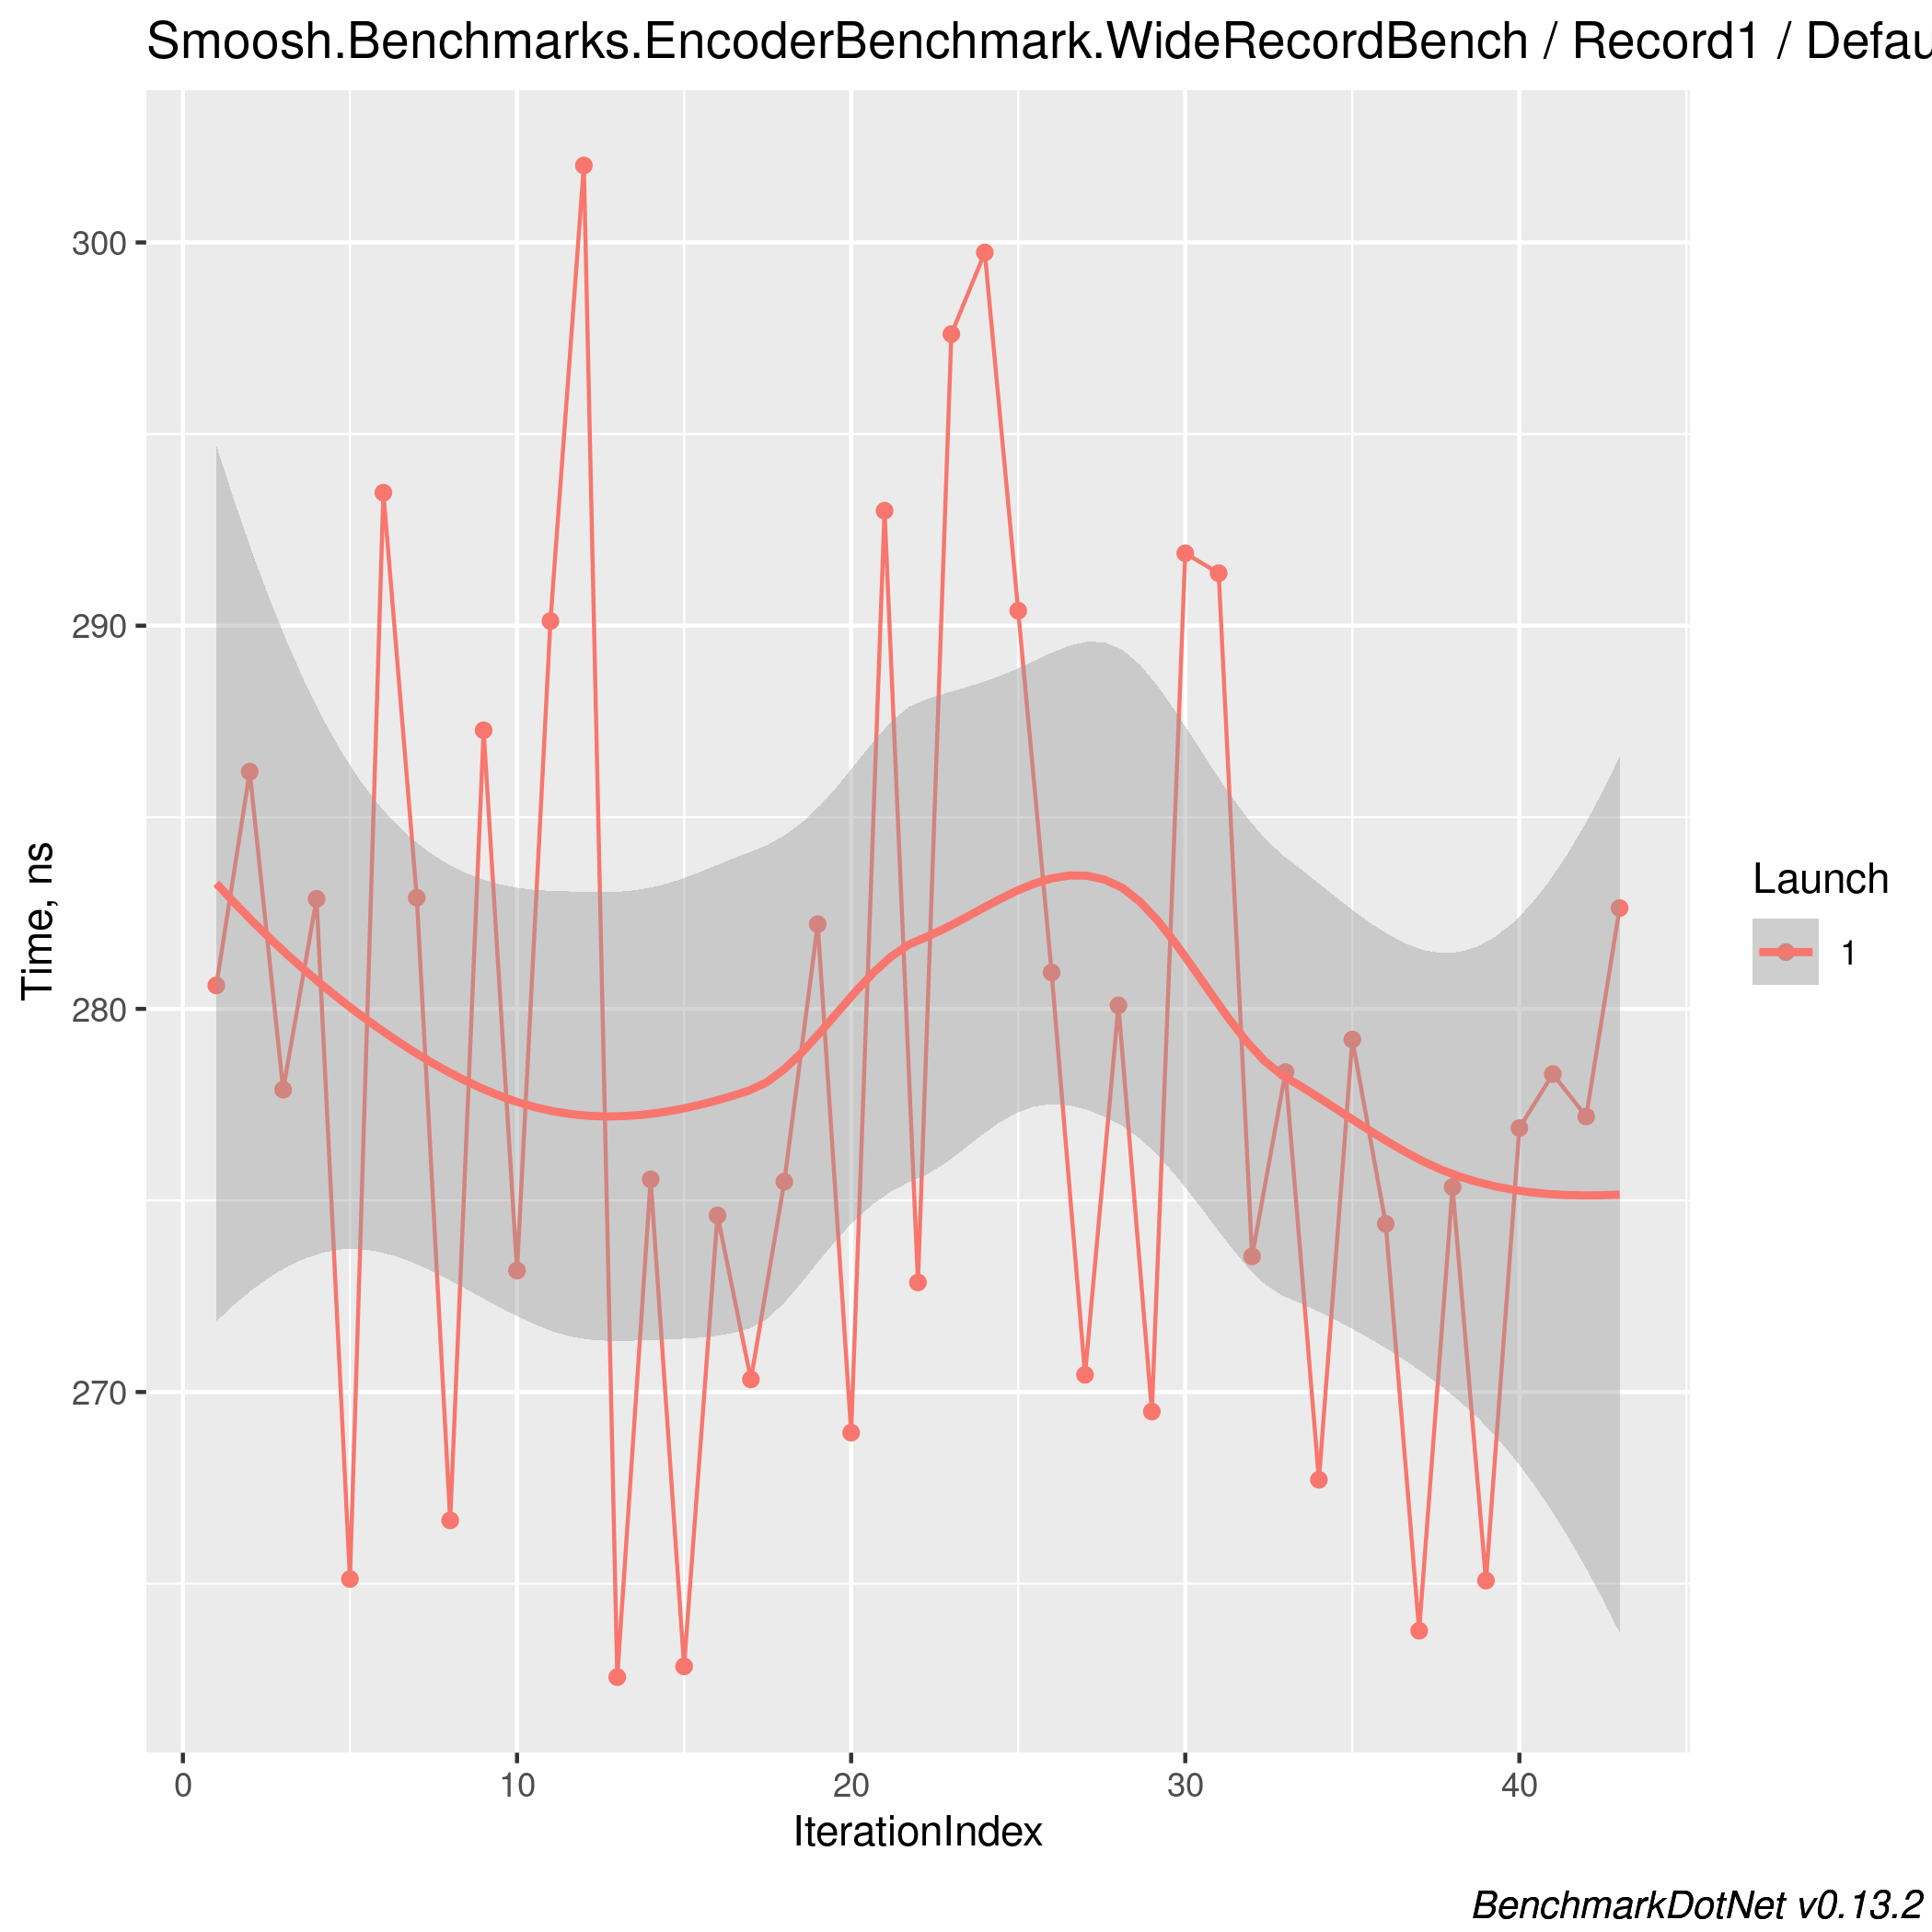 Smoosh.Benchmarks.EncoderBenchmark.WideRecordBench / Record1 / Defau
300
290
280
270
Time, ns
0 10 20 30 40
IterationIndex
Launch
1
BenchmarkDotNet v0.13.2